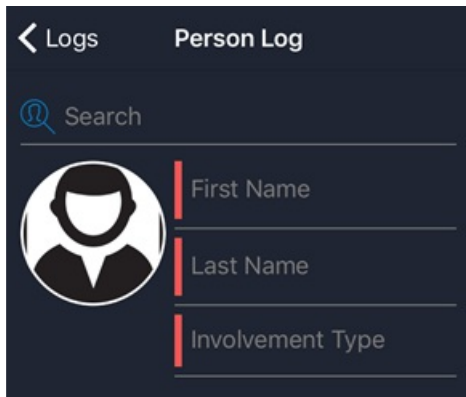 Logs
Person Log
Search
First Name
Last Name
Involvement Type